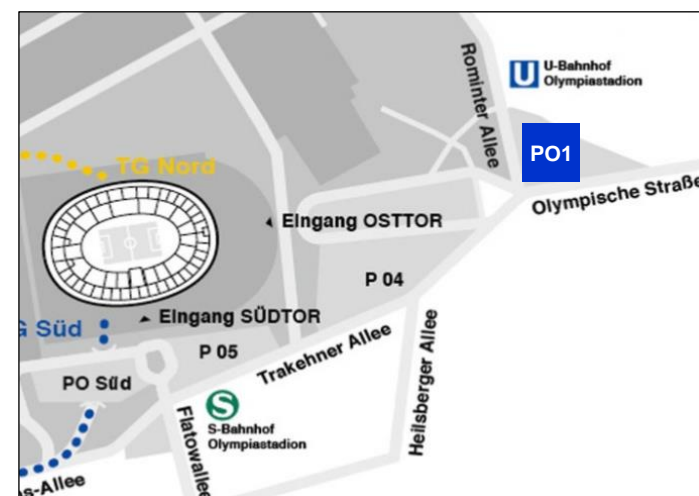 Rominter Allee
U
U-Bahnhof
Olympiastadion
PO1
Olympische Straße
TG Nord
Eingang OSTTOR
P 04
Eingang SÜDTOR
G Süd
P 05
Trakehner Allee
Heilsberger Allee
PO Süd
S
S-Bahnhof
Olympiastadion
Flatowallee
s-Allee